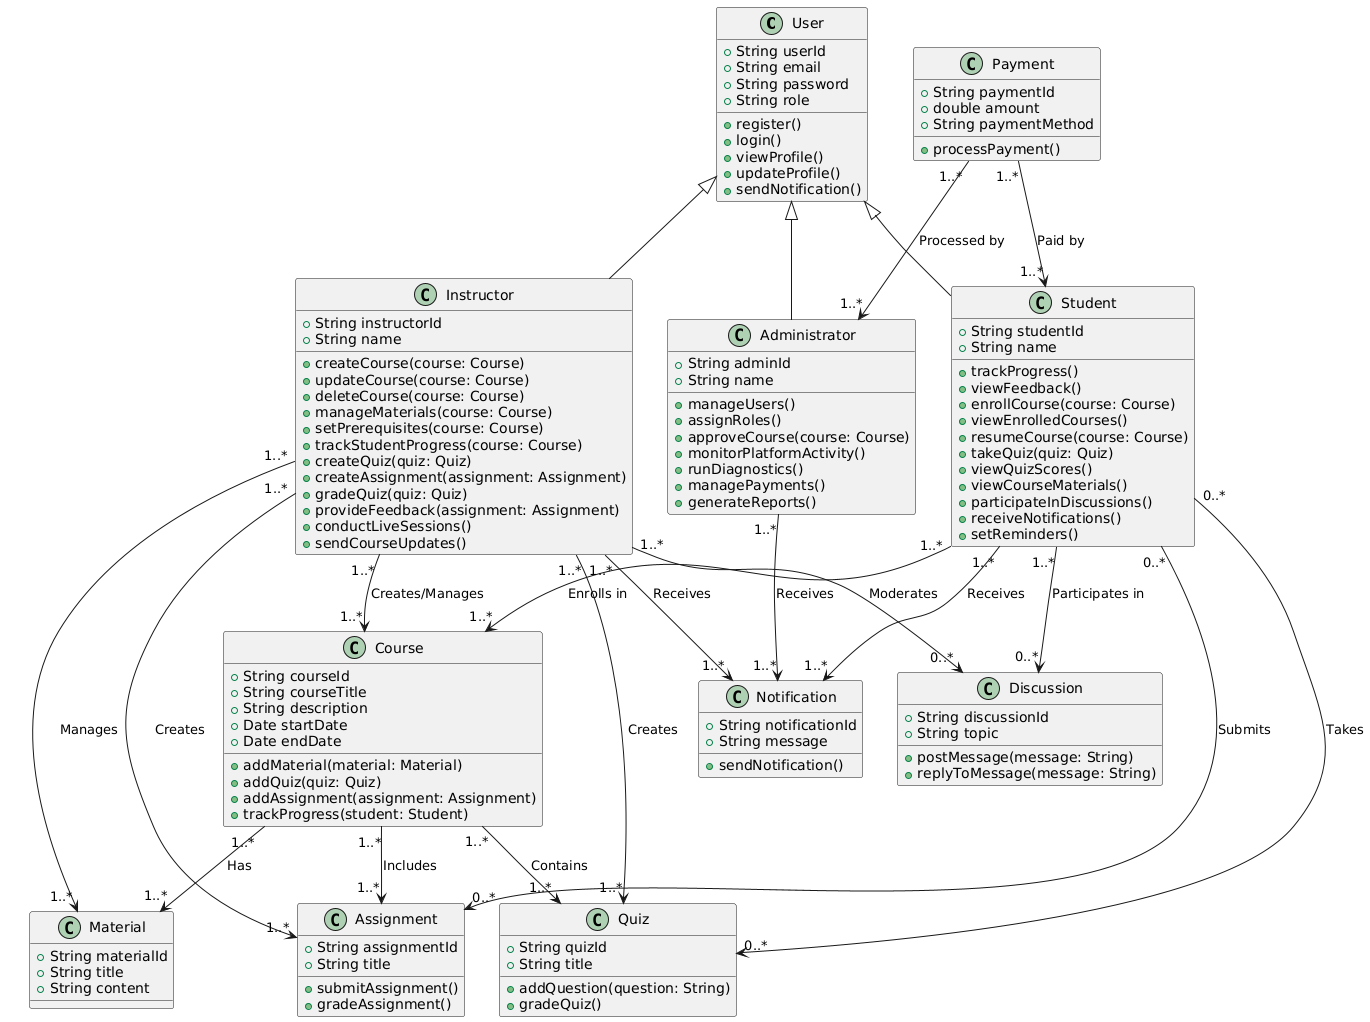 C User
String userId
String email
String password
String role
register()
login()
viewProfile()
updateProfile()
sendNotification()
C Payment
String paymentId
double amount
String paymentMethod
processPayment()
1..*
1..*
Processed by
Paid by
1..*
1..*
C Instructor
String instructorId
String name
createCourse(course: Course)
updateCourse(course: Course)
deleteCourse(course: Course)
manageMaterials(course: Course)
setPrerequisites(course: Course)
trackStudentProgress(course: Course)
createQuiz(quiz: Quiz)
createAssignment(assignment: Assignment)
gradeQuiz(quiz: Quiz)
provideFeedback(assignment: Assignment)
conductLiveSessions()
sendCourseUpdates()
C Administrator
String adminId
String name
manageUsers()
assignRoles()
approveCourse(course: Course)
monitorPlatformActivity()
runDiagnostics()
managePayments()
generateReports()
C Student
String studentId
String name
trackProgress()
viewFeedback()
enrollCourse(course: Course)
viewEnrolledCourses()
resumeCourse(course: Course)
takeQuiz(quiz: Quiz)
viewQuizScores()
viewCourseMaterials()
participateInDiscussions()
receiveNotifications()
setReminders()
1..*
1..*
0..*
1..*
1..*
1..*
1..*
1..*
1..*
1..*
1..*
1..*
0..*
Creates/Manages
Enrolls in
Receives
Receives
Moderates
Receives
Participates in
1..*
1..*
1..*
1..*
1..*
0..*
0..*
C Course
String courseId
String courseTitle
String description
Date startDate
Date endDate
addMaterial(material: Material)
addQuiz(quiz: Quiz)
addAssignment(assignment: Assignment)
trackProgress(student: Student)
C Notification
String notificationId
String message
sendNotification()
C Discussion
String discussionId
String topic
postMessage(message: String)
replyToMessage(message: String)
Manages
Creates
Creates
Submits
Takes
1..*
1..*
1..*
Has
Includes
Contains
1..*
1..*
1..*
1..*
1..*
0..*
1..*
0..*
C Material
String materialId
String title
String content
C Assignment
String assignmentId
String title
submitAssignment()
gradeAssignment()
C Quiz
String quizId
String title
addQuestion(question: String)
gradeQuiz()